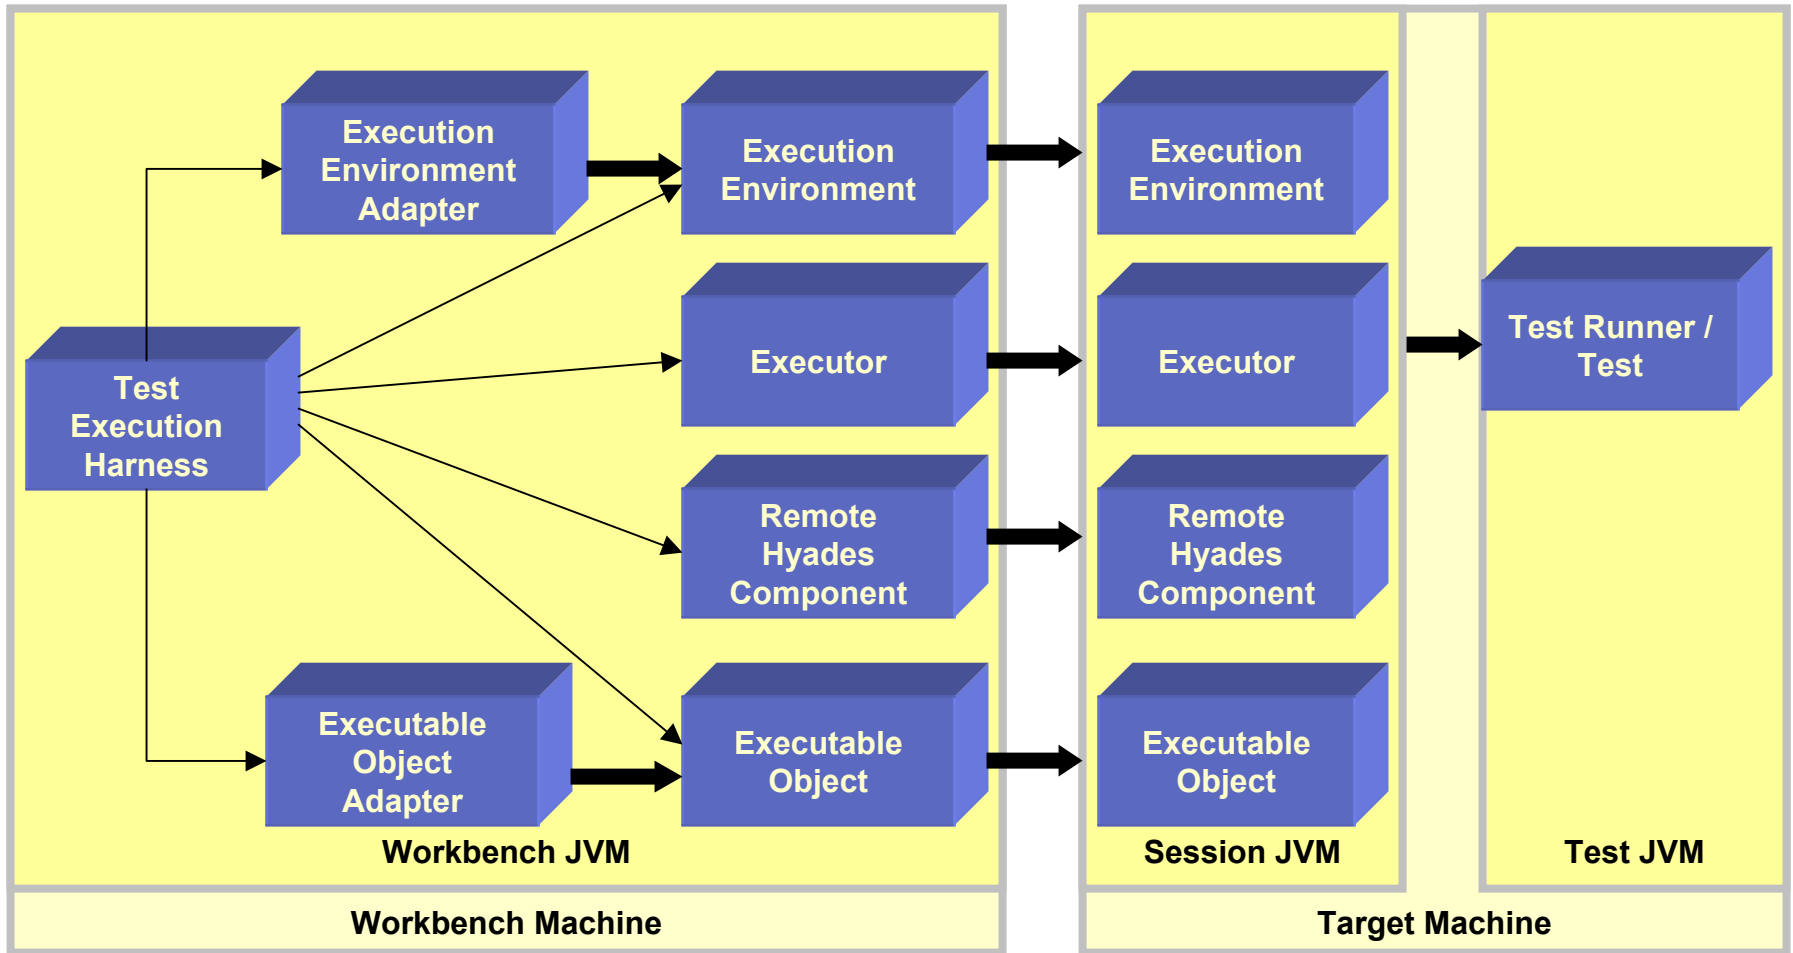 Execution
Environment
Adapter
Execution
Environment
Execution
Environment
Test
Execution
Harness
Executor
Executor
Test Runner /
Test
Remote
Hyades
Component
Remote
Hyades
Component
Executable
Object
Adapter
Executable
Object
Executable
Object
Workbench JVM
Session JVM
Test JVM
Workbench Machine
Target Machine